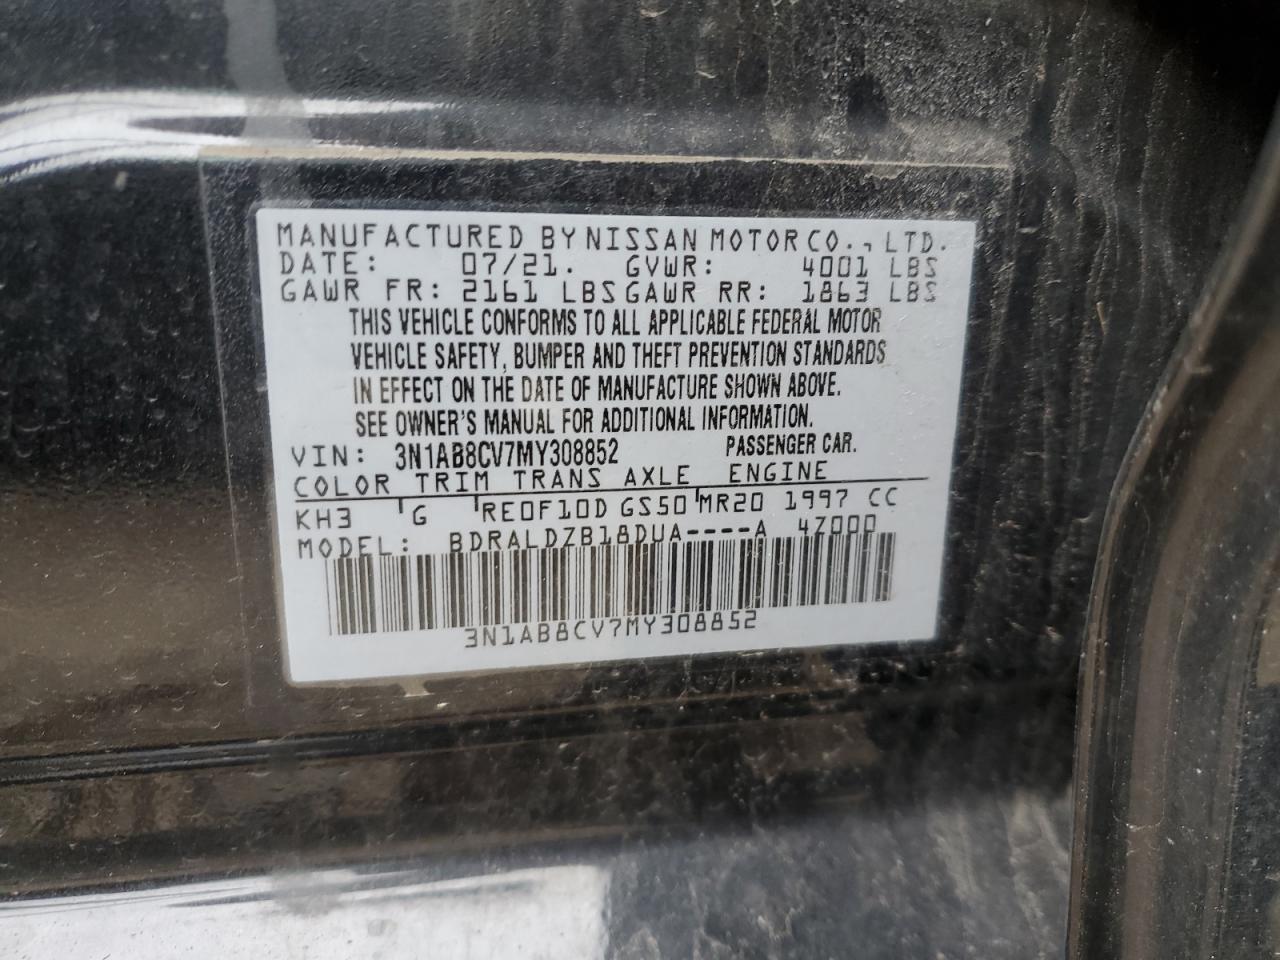 MANUFACTURED BY NISSAN MOTOR CO., LTD.
DATE: 07/21. GVWR: 4001 LBS
GAWR FR: 2161 LBS GAWR RR: 1863 LBS
THIS VEHICLE CONFORMS TO ALL APPLICABLE FEDERAL MOTOR
VEHICLE SAFETY, BUMPER AND THEFT PREVENTION STANDARDS
IN EFFECT ON THE DATE OF MANUFACTURE SHOWN ABOVE.
SEE OWNER'S MANUAL FOR ADDITIONAL INFORMATION.
VIN: 3N1AB8CV7MY308852 PASSENGER CAR.
COLOR TRIM TRANS AXLE ENGINE
KH3 G RE0F10D GS50 MR20 1997 CC
MODEL: BDRALDZB18DUA----A 4Z000
3N1AB8CV7MY308852